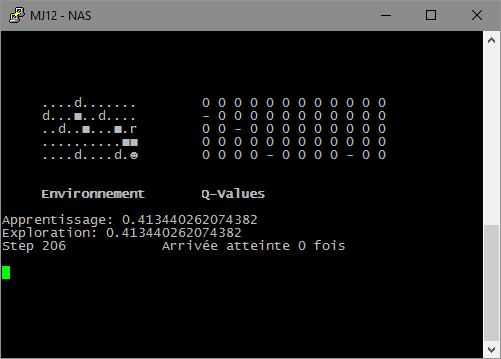 MJ12 - NAS
....d....... 0 0 0 0 0 0 0 0 0 0 0 0
d...■..d.... - 0 0 0 0 0 0 0 0 0 0 0
..d..■...■.r 0 0 - 0 0 0 0 0 0 0 0 0
..........■■ 0 0 0 0 0 0 0 0 0 0 0 0
....d....d.☻ 0 0 0 0 - 0 0 0 0 - 0 0
Environnement Q-Values
Apprentissage: 0.413440262074382
Exploration: 0.413440262074382
Step 206 Arrivée atteinte 0 fois